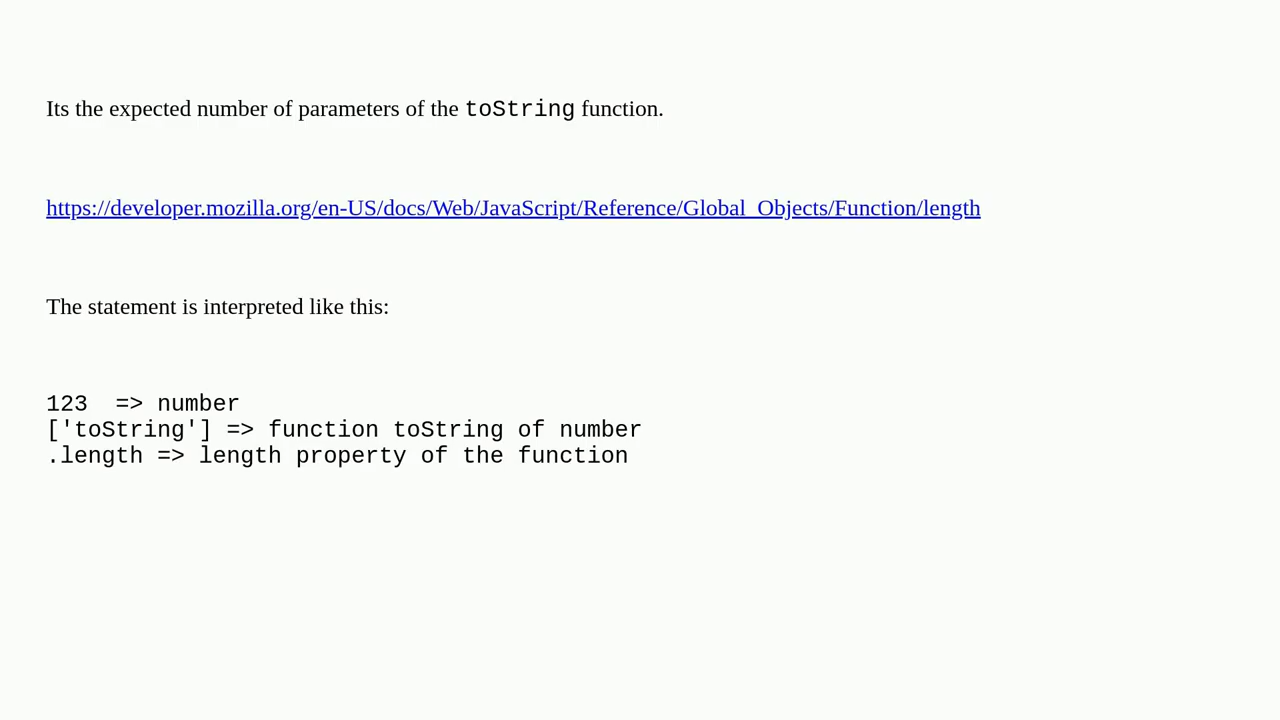 Its the expected number of parameters of the toString function.
https://developer.mozilla.org/en-US/docs/Web/JavaScript/Reference/Global_Objects/Function/length
The statement is interpreted like this:
123  => number
['toString'] => function toString of number
.length => length property of the function